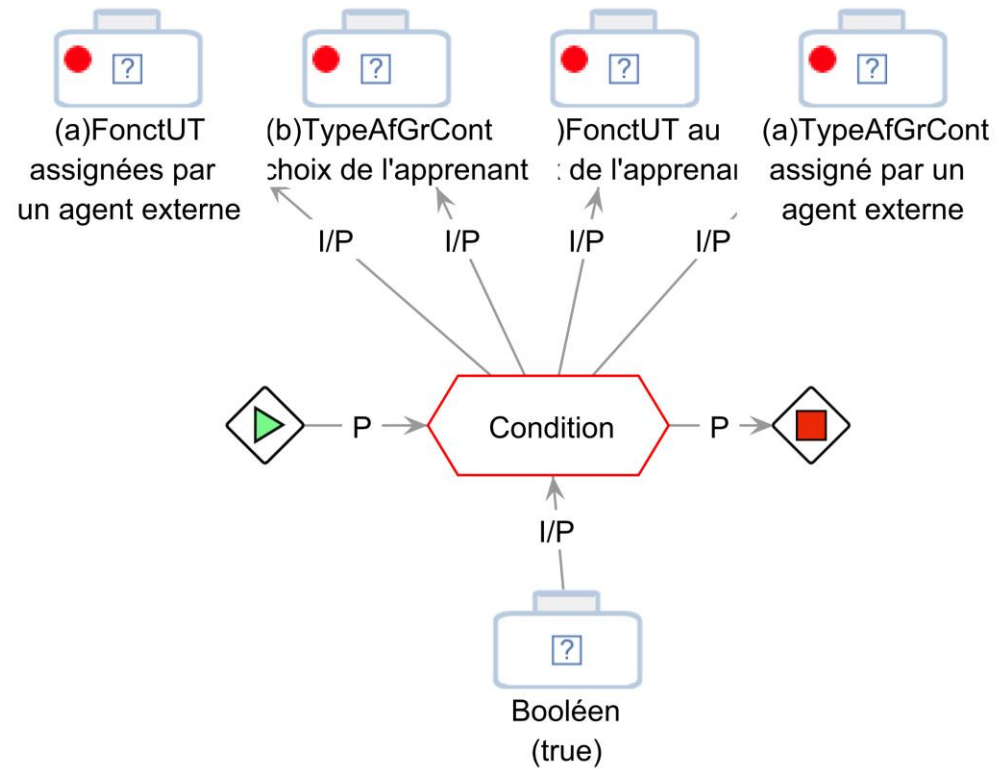 (a)FonctUT
assignées par
un agent externe
(b)TypeAfGrCont
choix de l'apprenant
)FonctUT au
de l'apprenar
(a)TypeAfGrCont
assigné par un
agent externe
I/P
I/P
I/P
I/P
P
Condition
P
I/P
Booléen
(true)